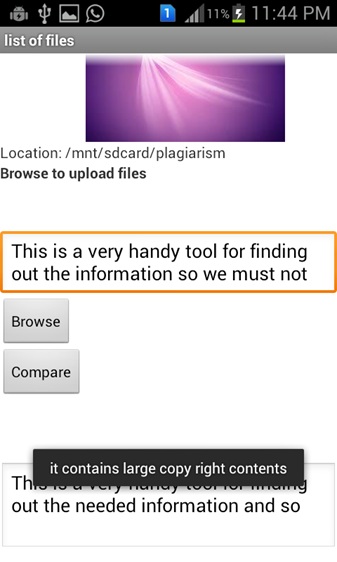 1 11% 11:44 PM
list of files
Location: /mnt/sdcard/plagiarism
Browse to upload files
This is a very handy tool for finding
out the information so we must not
Browse
Compare
it contains large copy right contents
This is a very handy tool for finding
out the needed information and so